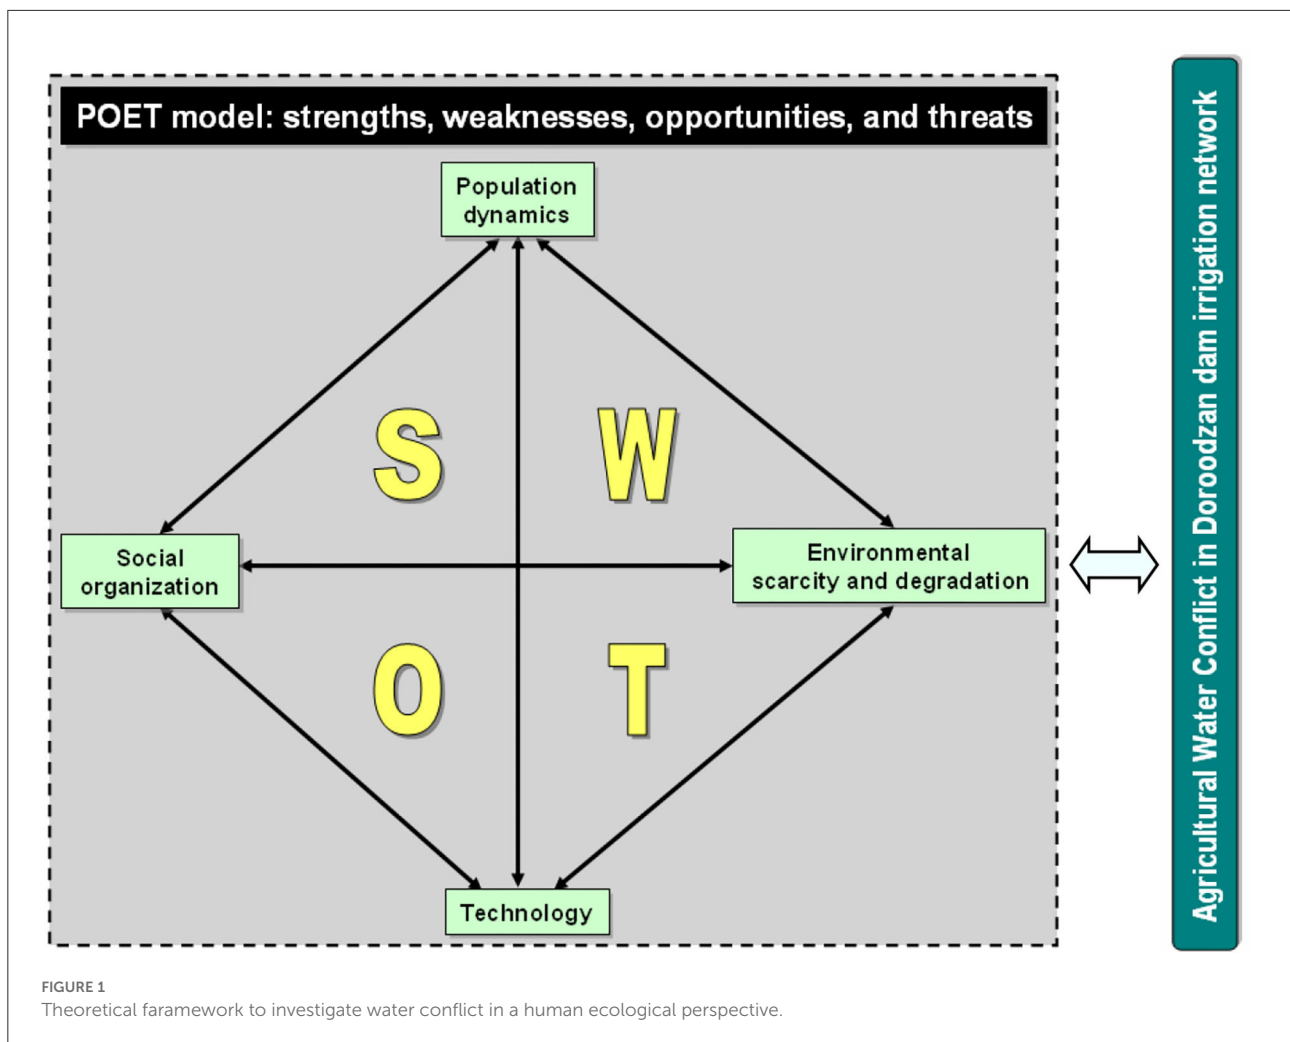 POET model: strengths, weaknesses, opportunities, and threats
Population
dynamics
S
W
Social
organization
Environmental
scarcity and degradation
O
T
Technology
Agricultural Water Conflict in Doroodzan dam irrigation network
FIGURE 1
Theoretical faramework to investigate water conflict in a human ecological perspective.